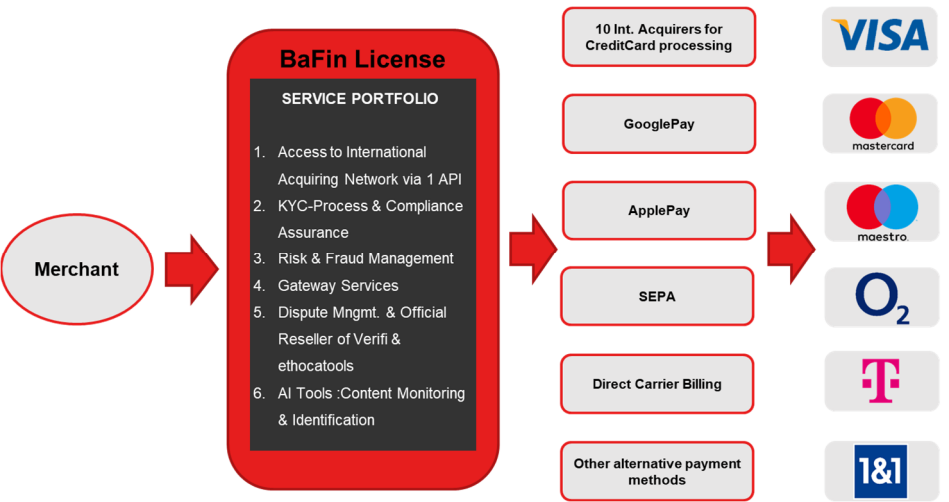 Merchant
BaFin License
SERVICE PORTFOLIO
1. Access to International
Acquiring Network via 1 API
2. KYC-Process & Compliance
Assurance
3. Risk & Fraud Management
4. Gateway Services
5. Dispute Mngmt. & Official
Reseller of Verifi &
ethocatools
6. AI Tools :Content Monitoring
& Identification
10 Int. Acquirers for
CreditCard processing
GooglePay
ApplePay
SEPA
Direct Carrier Billing
Other alternative payment
methods
VISA
mastercard
maestro.
O2
T
1&1